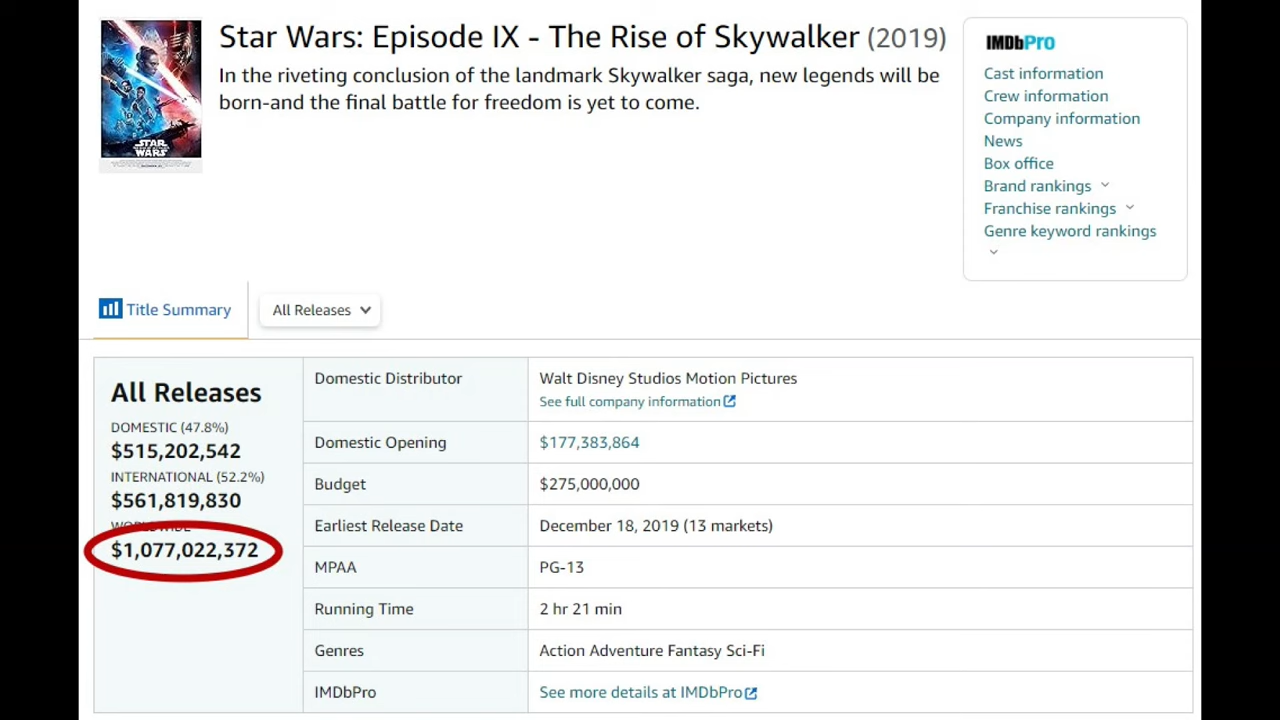 Star Wars: Episode IX - The Rise of Skywalker (2019)
In the riveting conclusion of the landmark Skywalker saga, new legends will be
born-and the final battle for freedom is yet to come.
STAR
WARS
IMDbPro
Cast information
Crew information
Company information
News
Box office
Brand rankings
Franchise rankings
Genre keyword rankings
Title Summary
All Releases
All Releases
DOMESTIC (47.8%)
$515,202,542
INTERNATIONAL (52.2%)
$561,819,830
WORLDWIDE
$1,077,022,372
Domestic Distributor
Walt Disney Studios Motion Pictures
See full company information
Domestic Opening
$177,383,864
Budget
$275,000,000
Earliest Release Date
December 18, 2019 (13 markets)
MPAA
PG-13
Running Time
2 hr 21 min
Genres
Action Adventure Fantasy Sci-Fi
IMDbPro
See more details at IMDbPro